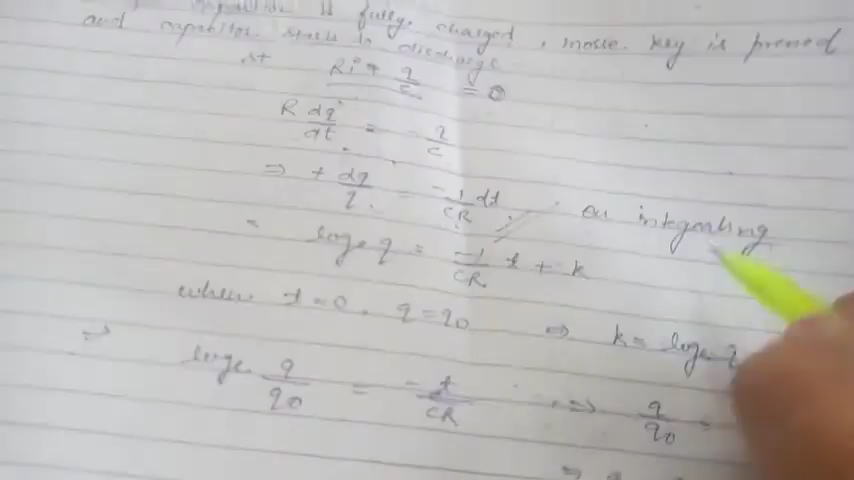 is fully charged, morse key is pressed
and capacitor starts to discharge
Ri + q/c = 0
R dq/dt = - q/c
⇒ + dq/q = -1/CR dt on integrating
= loge q = -1/CR t + k
when t = 0, q = q0 ⇒ k = loge q
⇒ loge q/q0 = -t/CR ⇒ q/q0 =
⇒